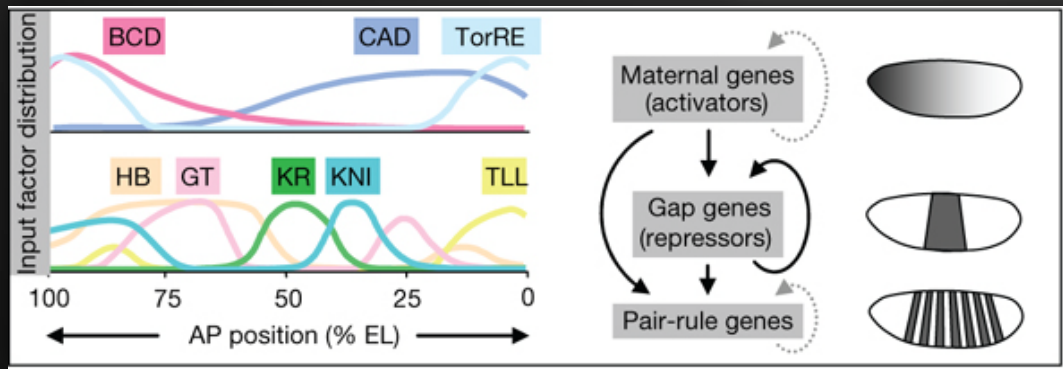 Input factor distribution
BCD
CAD
TorRE
HB
GT
KR
KNI
TLL
100
75
50
25
0
AP position (% EL)
Maternal genes
(activators)
Gap genes
(repressors)
Pair-rule genes